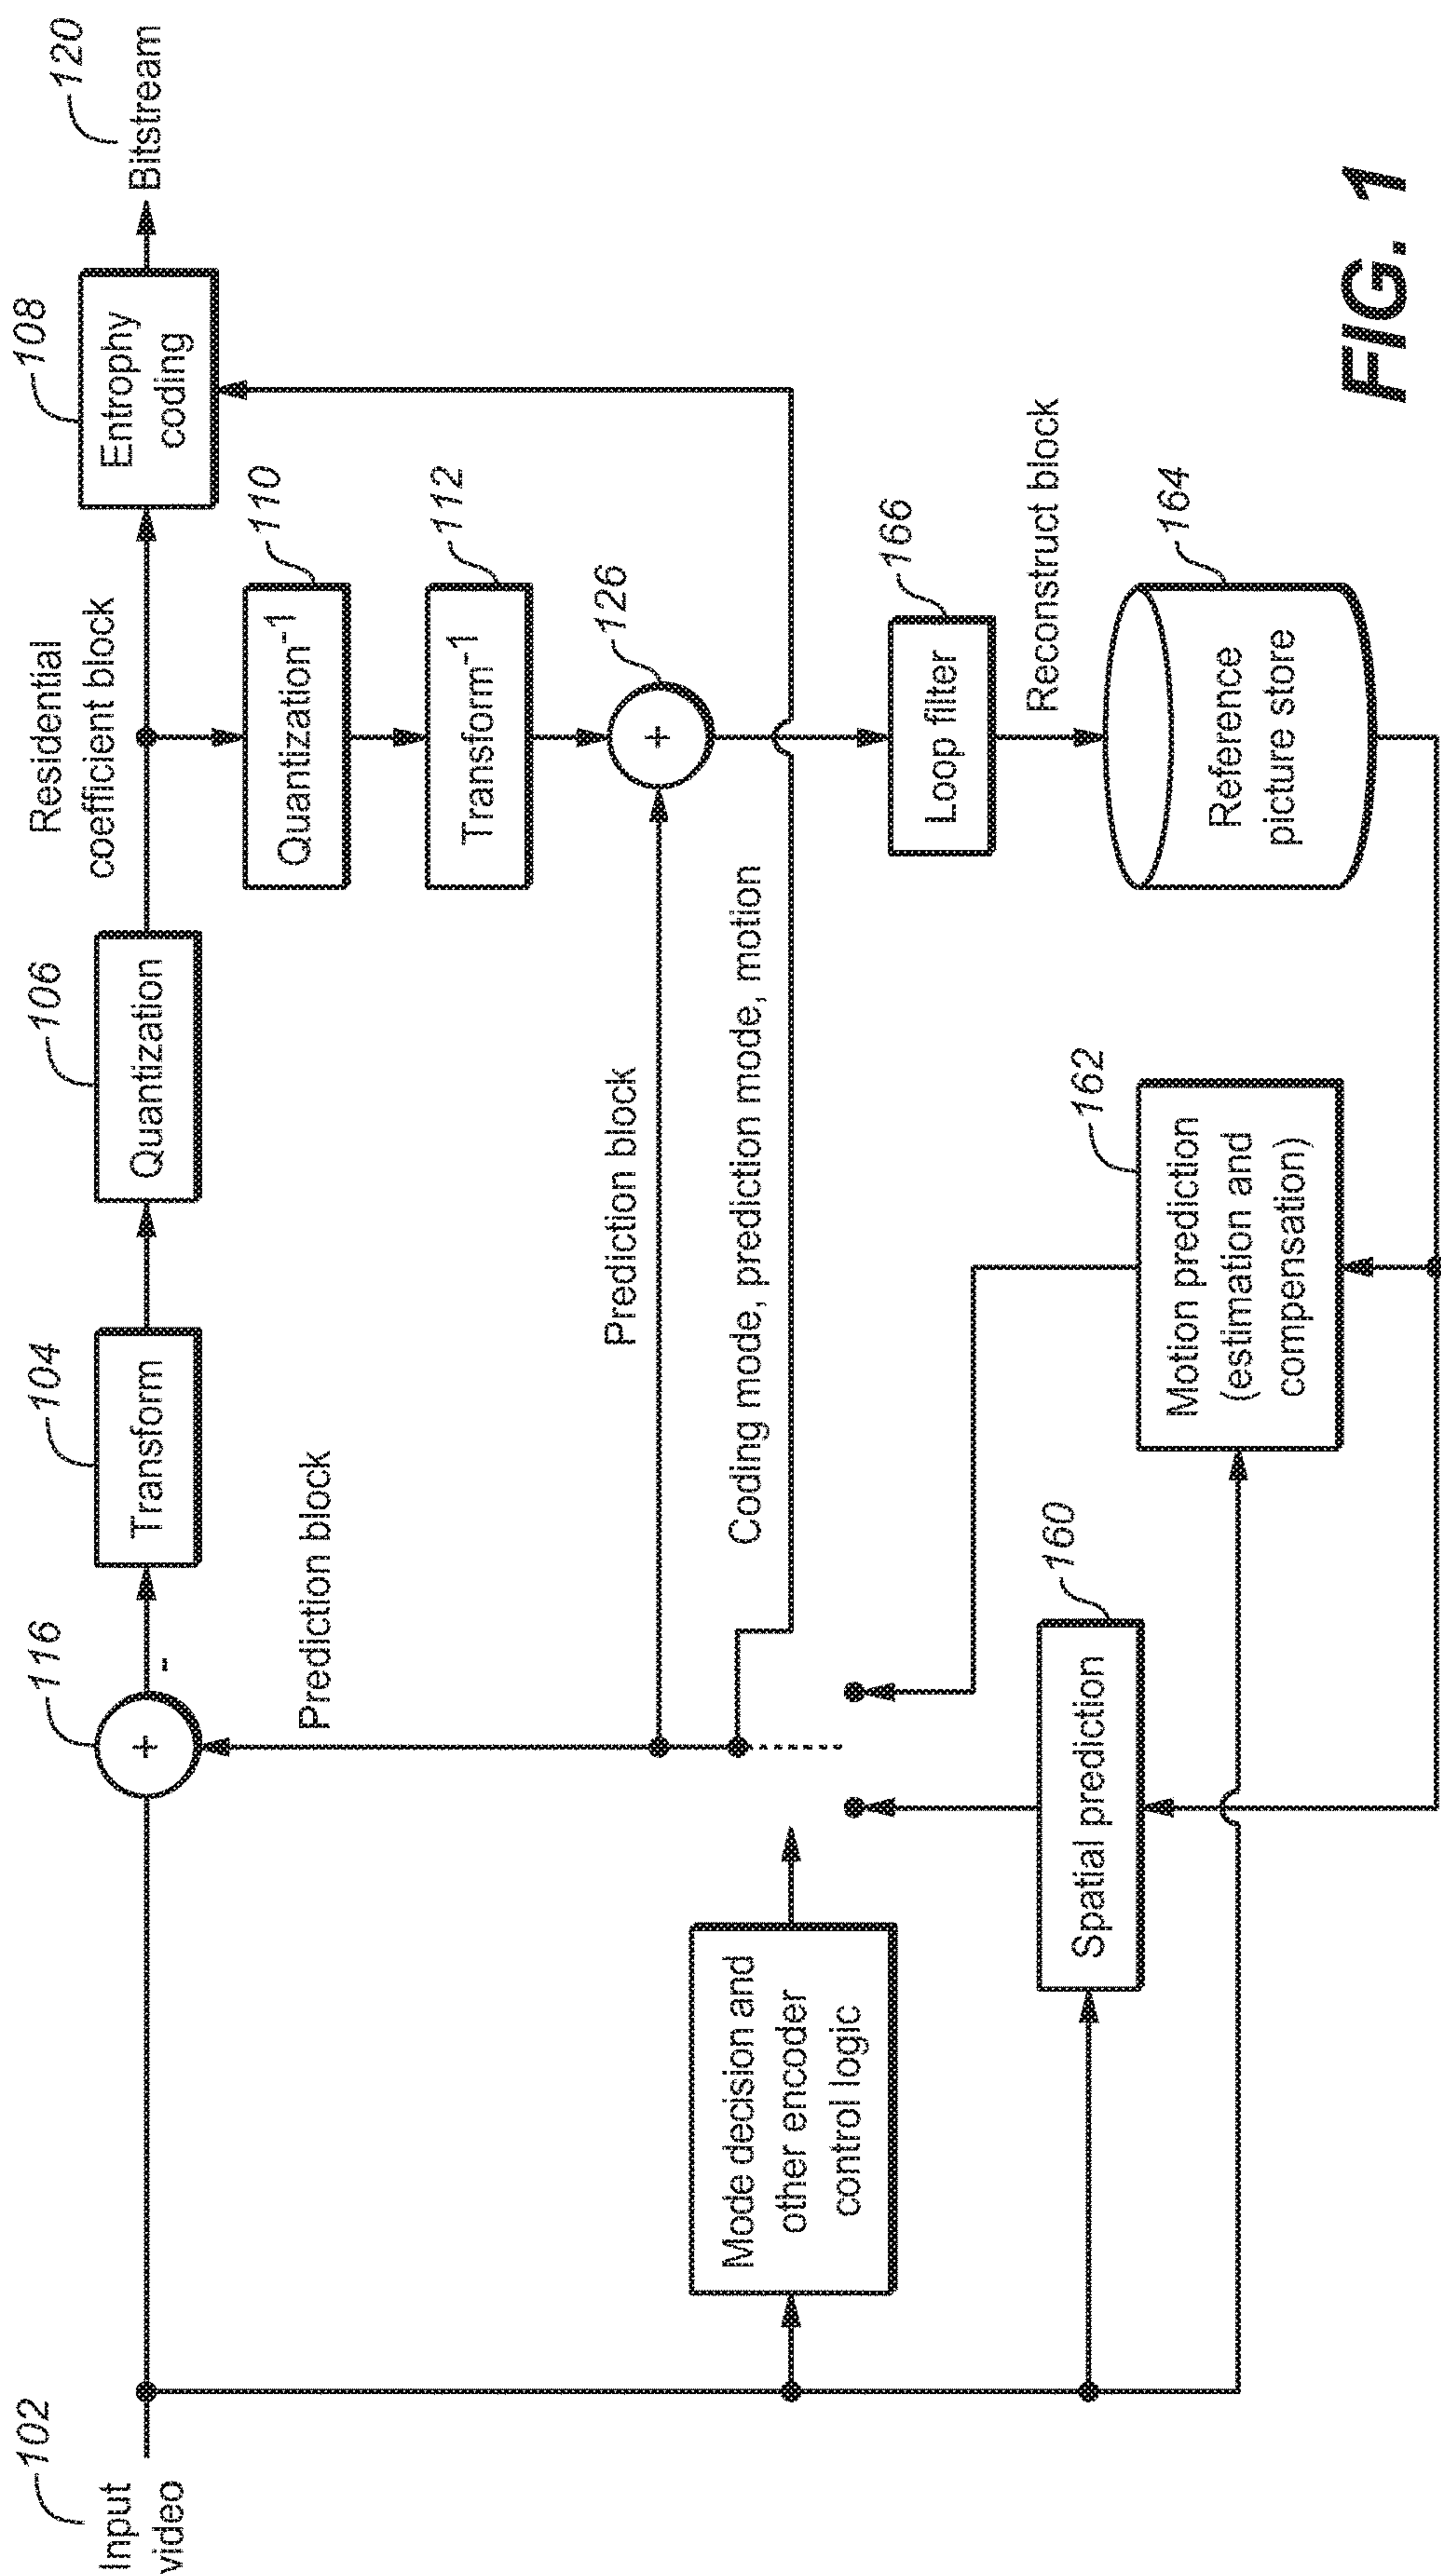 102
Input
video
116
+
-
104
Transform
106
Quantization
Residential
coefficient block
108
Entrophy
coding
120
Bitstream
110
Quantization⁻¹
112
Transform⁻¹
126
+
Prediction block
Prediction block
Coding mode, prediction mode, motion
Mode decision and
other encoder
control logic
160
Spatial prediction
162
Motion prediction
(estimation and
compensation)
166
Loop filter
Reconstruct block
164
Reference
picture store
FIG. 1